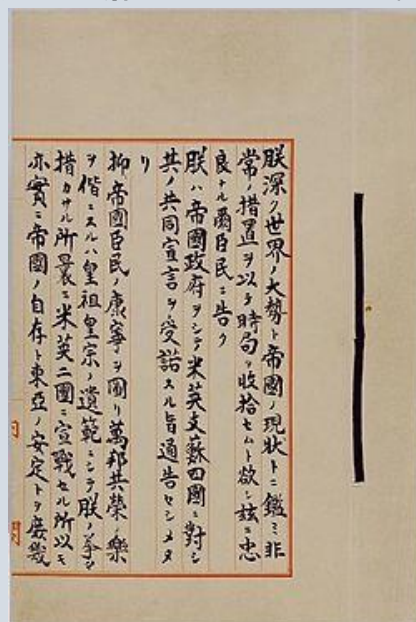 朕深ク世界ノ大勢ト帝國ノ現狀トニ鑑ミ非
常ノ措置ヲ以テ時局ヲ收拾セムト欲シ茲ニ忠
良ナル爾臣民ニ告ク
朕ハ帝國政府ヲシテ米英支蘇四國ニ對シ
其ノ共同宣言ヲ受諾スル旨通告セシメタ
リ
抑帝國臣民ノ康寧ヲ圖リ萬邦共榮ノ樂
ヲ偕ニスルハ皇祖皇宗ノ遺範ニシテ朕ノ拳々
措カサル所曩ニ米英二國ニ宣戰セル所以モ
亦實ニ帝國ノ自存ト東亞ノ安定トヲ庶幾
內閣